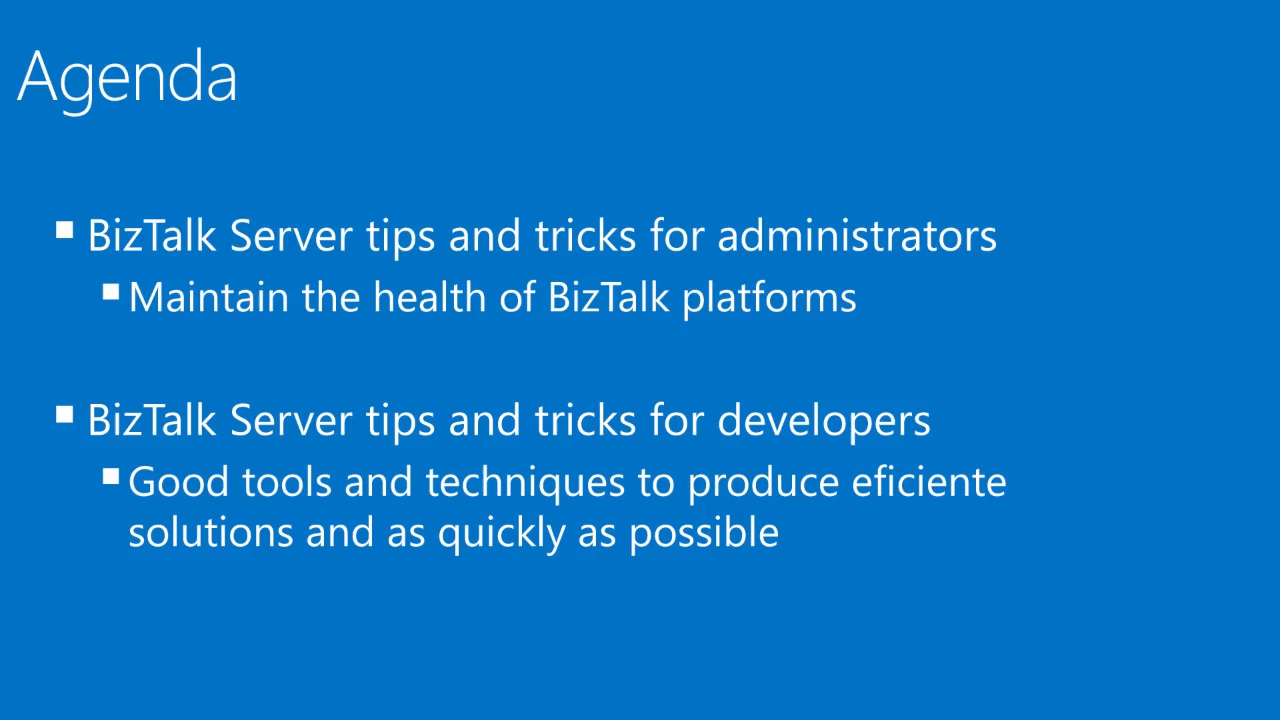 Agenda
▪ BizTalk Server tips and tricks for administrators
▪ Maintain the health of BizTalk platforms
▪ BizTalk Server tips and tricks for developers
▪ Good tools and techniques to produce eficiente
solutions and as quickly as possible